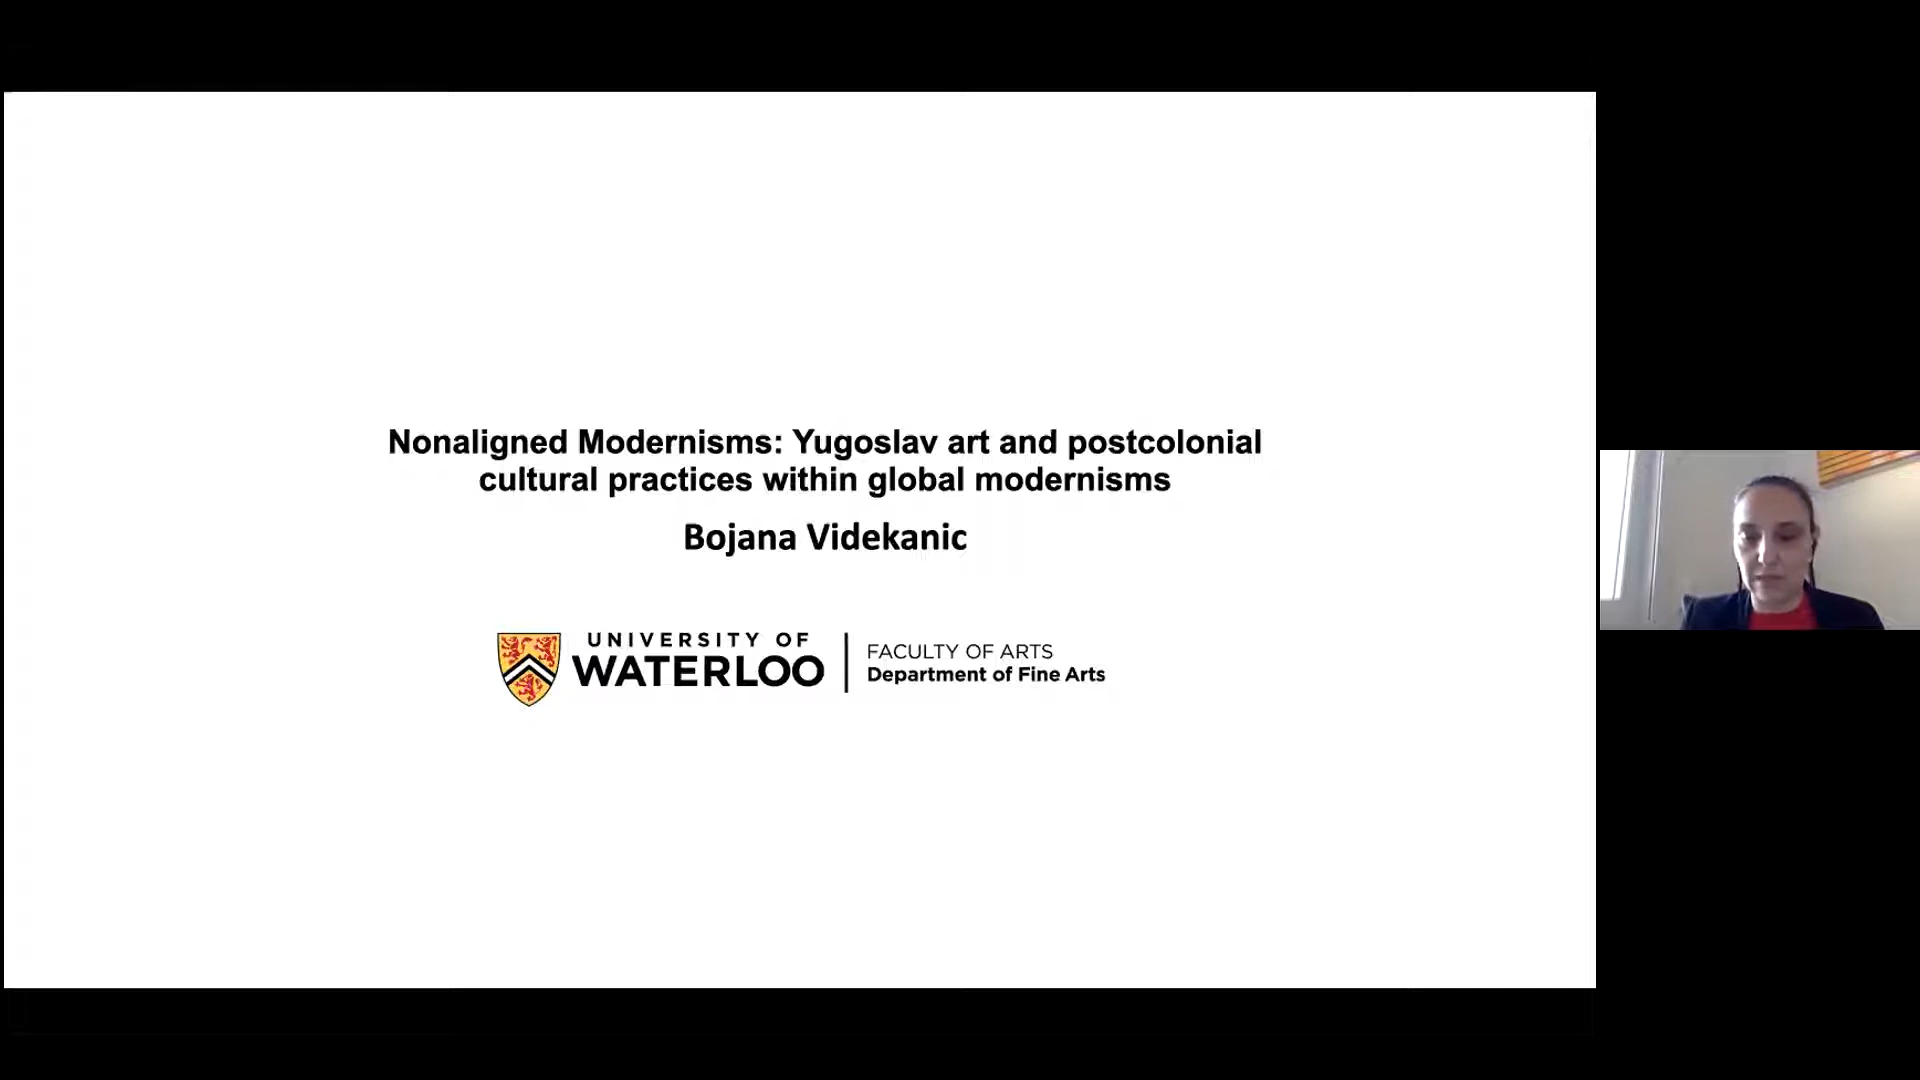 Nonaligned Modernisms: Yugoslav art and postcolonial
cultural practices within global modernisms
Bojana Videkanic
UNIVERSITY OF
WATERLOO
FACULTY OF ARTS
Department of Fine Arts